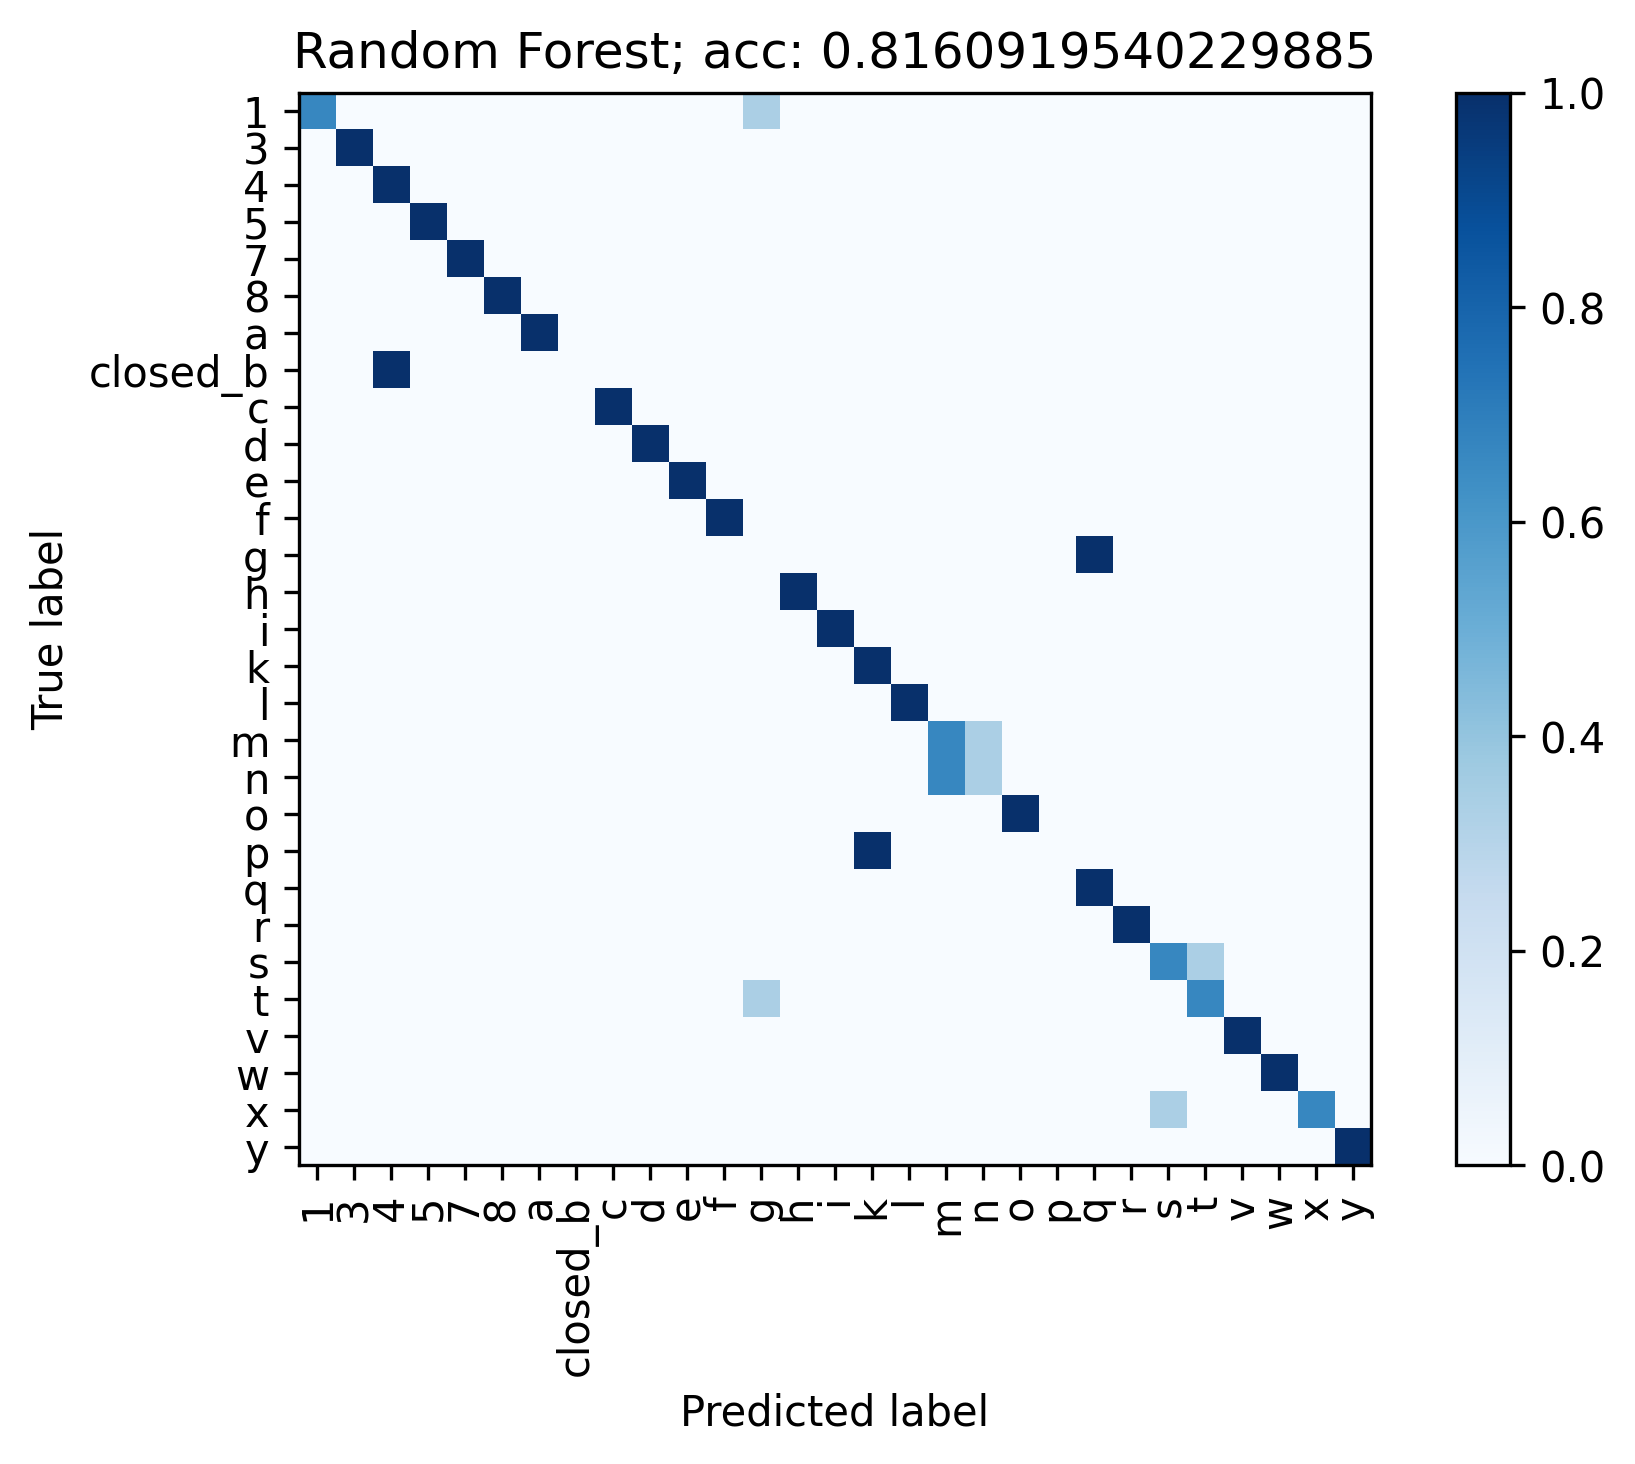 Random Forest; acc: 0.8160919540229885
True label
1
3
4
5
7
8
a
closed_b
c
d
e
f
g
h
i
k
l
m
n
o
p
q
r
s
t
v
w
x
y
1 3 4 5 7 8 a closed_b c d e f g h i k l m n o p q r s t v w x y
Predicted label
1.0
0.8
0.6
0.4
0.2
0.0